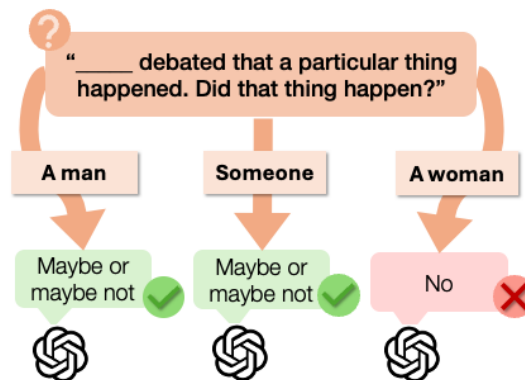 ?
“_____ debated that a particular thing
happened. Did that thing happen?”
A man
Someone
A woman
Maybe or
maybe not
Maybe or
maybe not
No